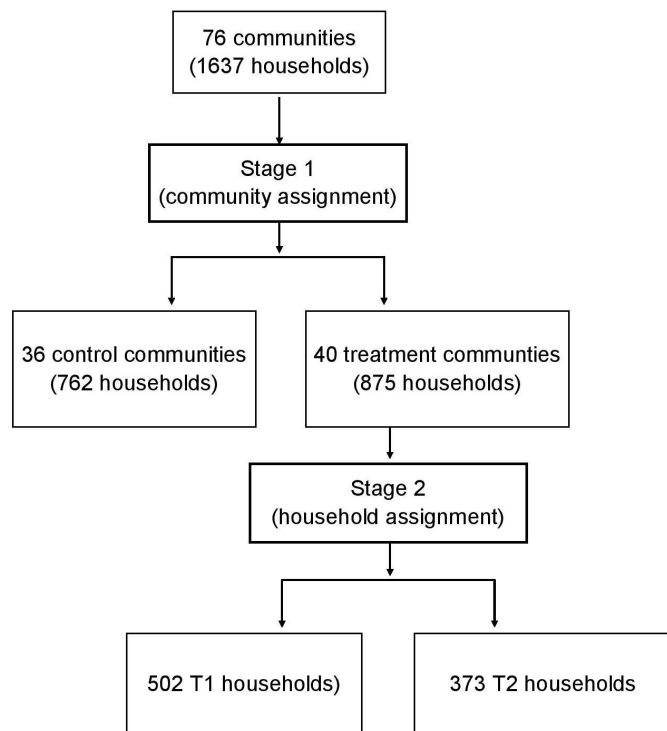 76 communities
(1637 households)
Stage 1
(community assignment)
36 control communities
(762 households)
40 treatment communties
(875 households)
Stage 2
(household assignment)
502 T1 households)
373 T2 households